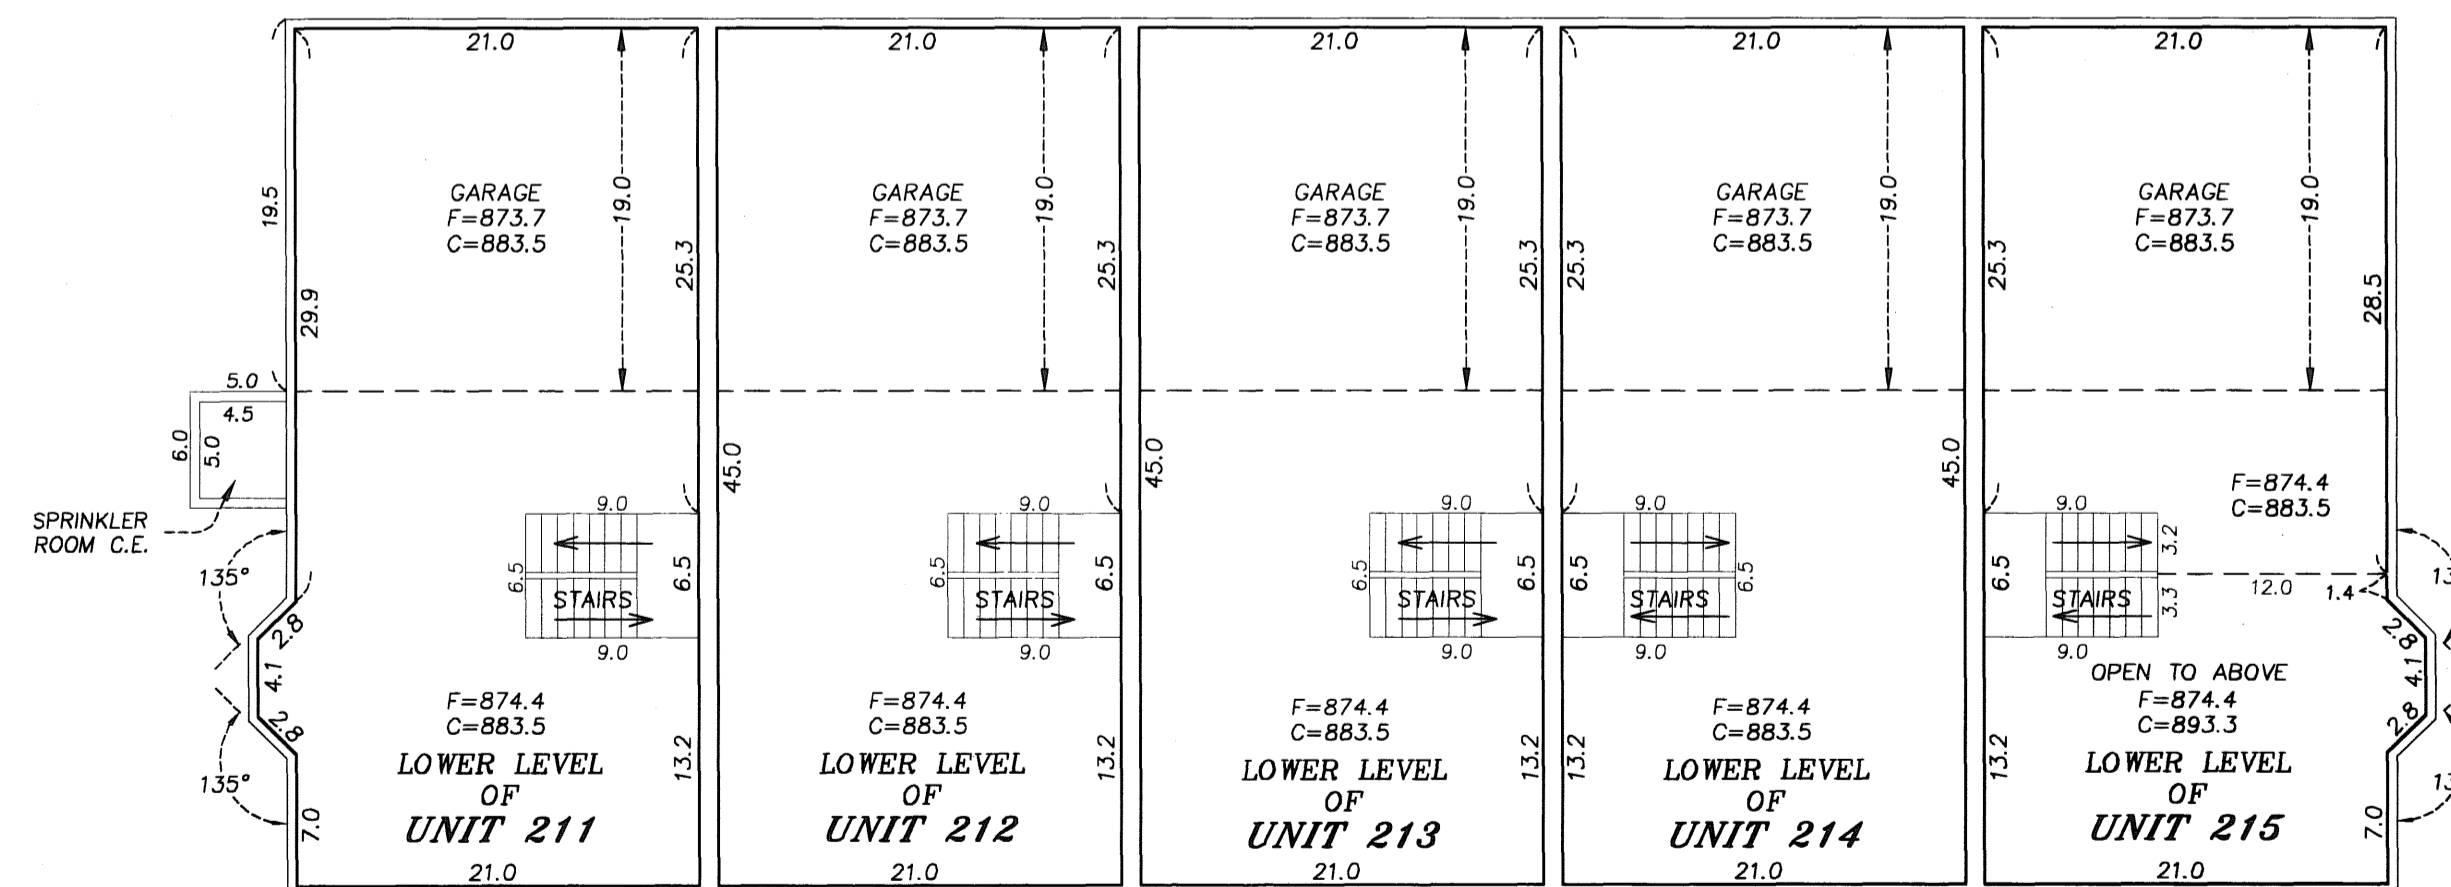 21.0
21.0
21.0
21.0
21.0
19.5
29.9
GARAGE
F=873.7
C=883.5
19.0
25.3
GARAGE
F=873.7
C=883.5
19.0
25.3
GARAGE
F=873.7
C=883.5
19.0
25.3
25.3
GARAGE
F=873.7
C=883.5
19.0
25.3
GARAGE
F=873.7
C=883.5
19.0
28.5
5.0
4.5
6.0
5.0
SPRINKLER
ROOM C.E.
135°
2.8
4.1
2.8
135°
7.0
9.0
6.5
STAIRS
6.5
9.0
F=874.4
C=883.5
13.2
LOWER LEVEL
OF
UNIT 211
21.0
45.0
9.0
6.5
STAIRS
6.5
9.0
F=874.4
C=883.5
13.2
LOWER LEVEL
OF
UNIT 212
21.0
45.0
9.0
6.5
STAIRS
6.5
9.0
F=874.4
C=883.5
13.2
LOWER LEVEL
OF
UNIT 213
21.0
45.0
9.0
6.5
STAIRS
6.5
9.0
F=874.4
C=883.5
13.2
LOWER LEVEL
OF
UNIT 214
21.0
F=874.4
C=883.5
9.0
6.5
STAIRS
3.2
3.3
12.0
1.4
9.0
2.8
4.1
2.8
13
13
OPEN TO ABOVE
F=874.4
C=893.3
13.2
LOWER LEVEL
OF
UNIT 215
7.0
21.0